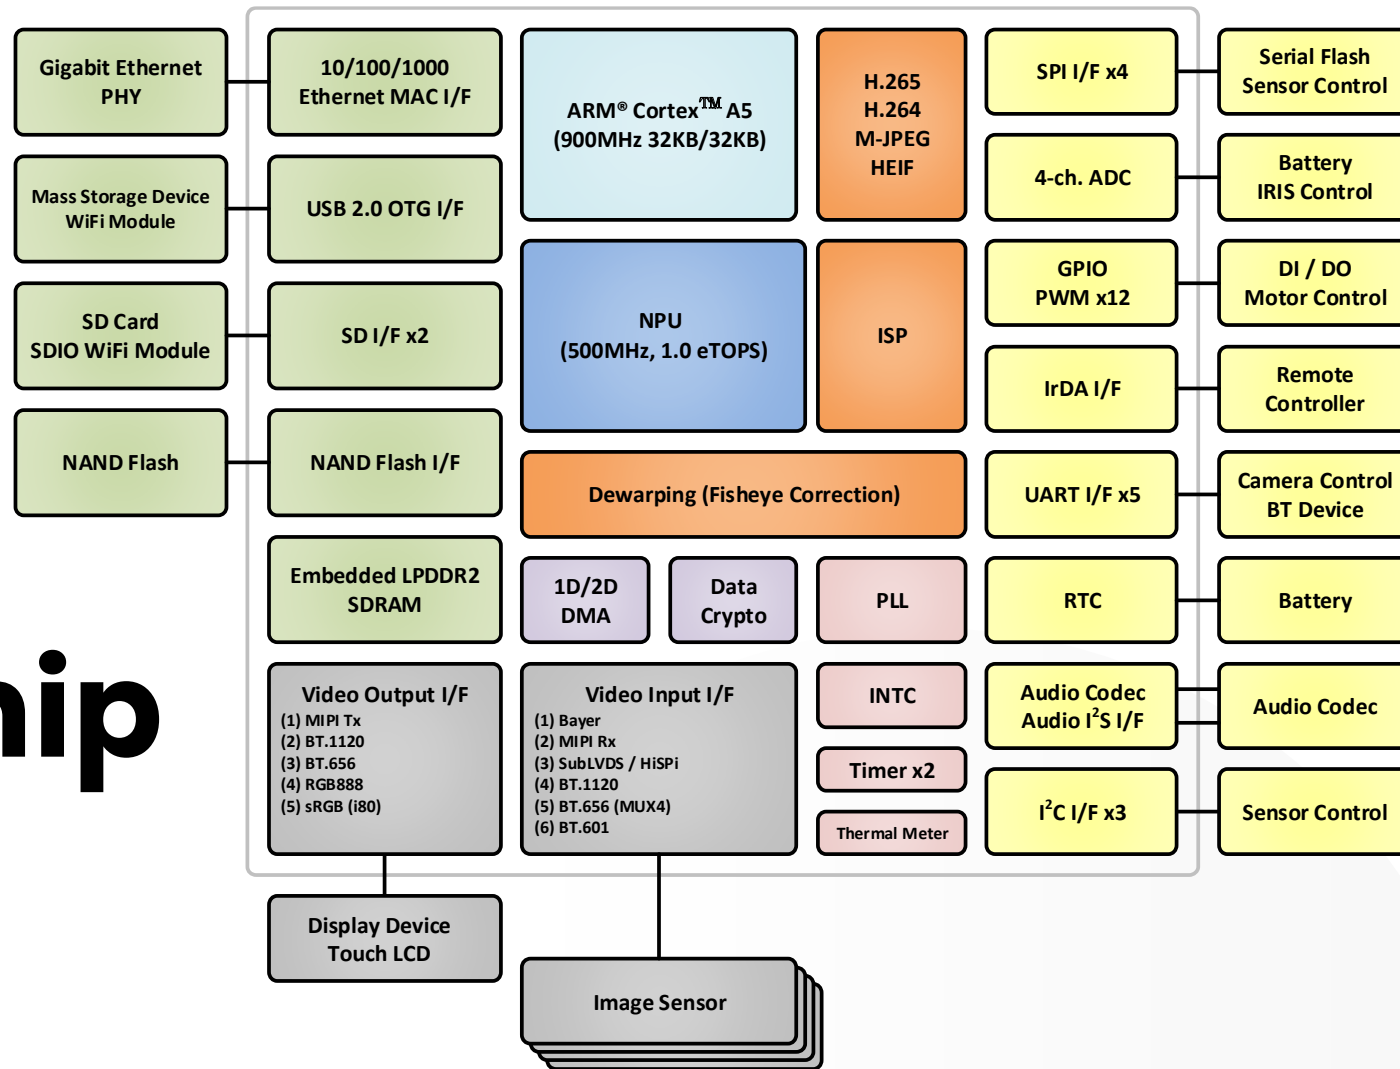 Gigabit Ethernet
PHY
10/100/1000
Ethernet MAC I/F
ARM® Cortex™ A5
(900MHz 32KB/32KB)
H.265
H.264
M-JPEG
HEIF
SPI I/F x4
Serial Flash
Sensor Control
Mass Storage Device
WiFi Module
USB 2.0 OTG I/F
4-ch. ADC
Battery
IRIS Control
SD Card
SDIO WiFi Module
SD I/F x2
NPU
(500MHz, 1.0 eTOPS)
ISP
GPIO
PWM x12
DI / DO
Motor Control
IrDA I/F
Remote
Controller
NAND Flash
NAND Flash I/F
Dewarping (Fisheye Correction)
UART I/F x5
Camera Control
BT Device
Embedded LPDDR2
SDRAM
1D/2D
DMA
Data
Crypto
PLL
RTC
Battery
hip
Video Output I/F
(1) MIPI Tx
(2) BT.1120
(3) BT.656
(4) RGB888
(5) sRGB (i80)
Video Input I/F
(1) Bayer
(2) MIPI Rx
(3) SubLVDS / HiSPi
(4) BT.1120
(5) BT.656 (MUX4)
(6) BT.601
INTC
Timer x2
Thermal Meter
Audio Codec
Audio I²S I/F
Audio Codec
I²C I/F x3
Sensor Control
Display Device
Touch LCD
Image Sensor